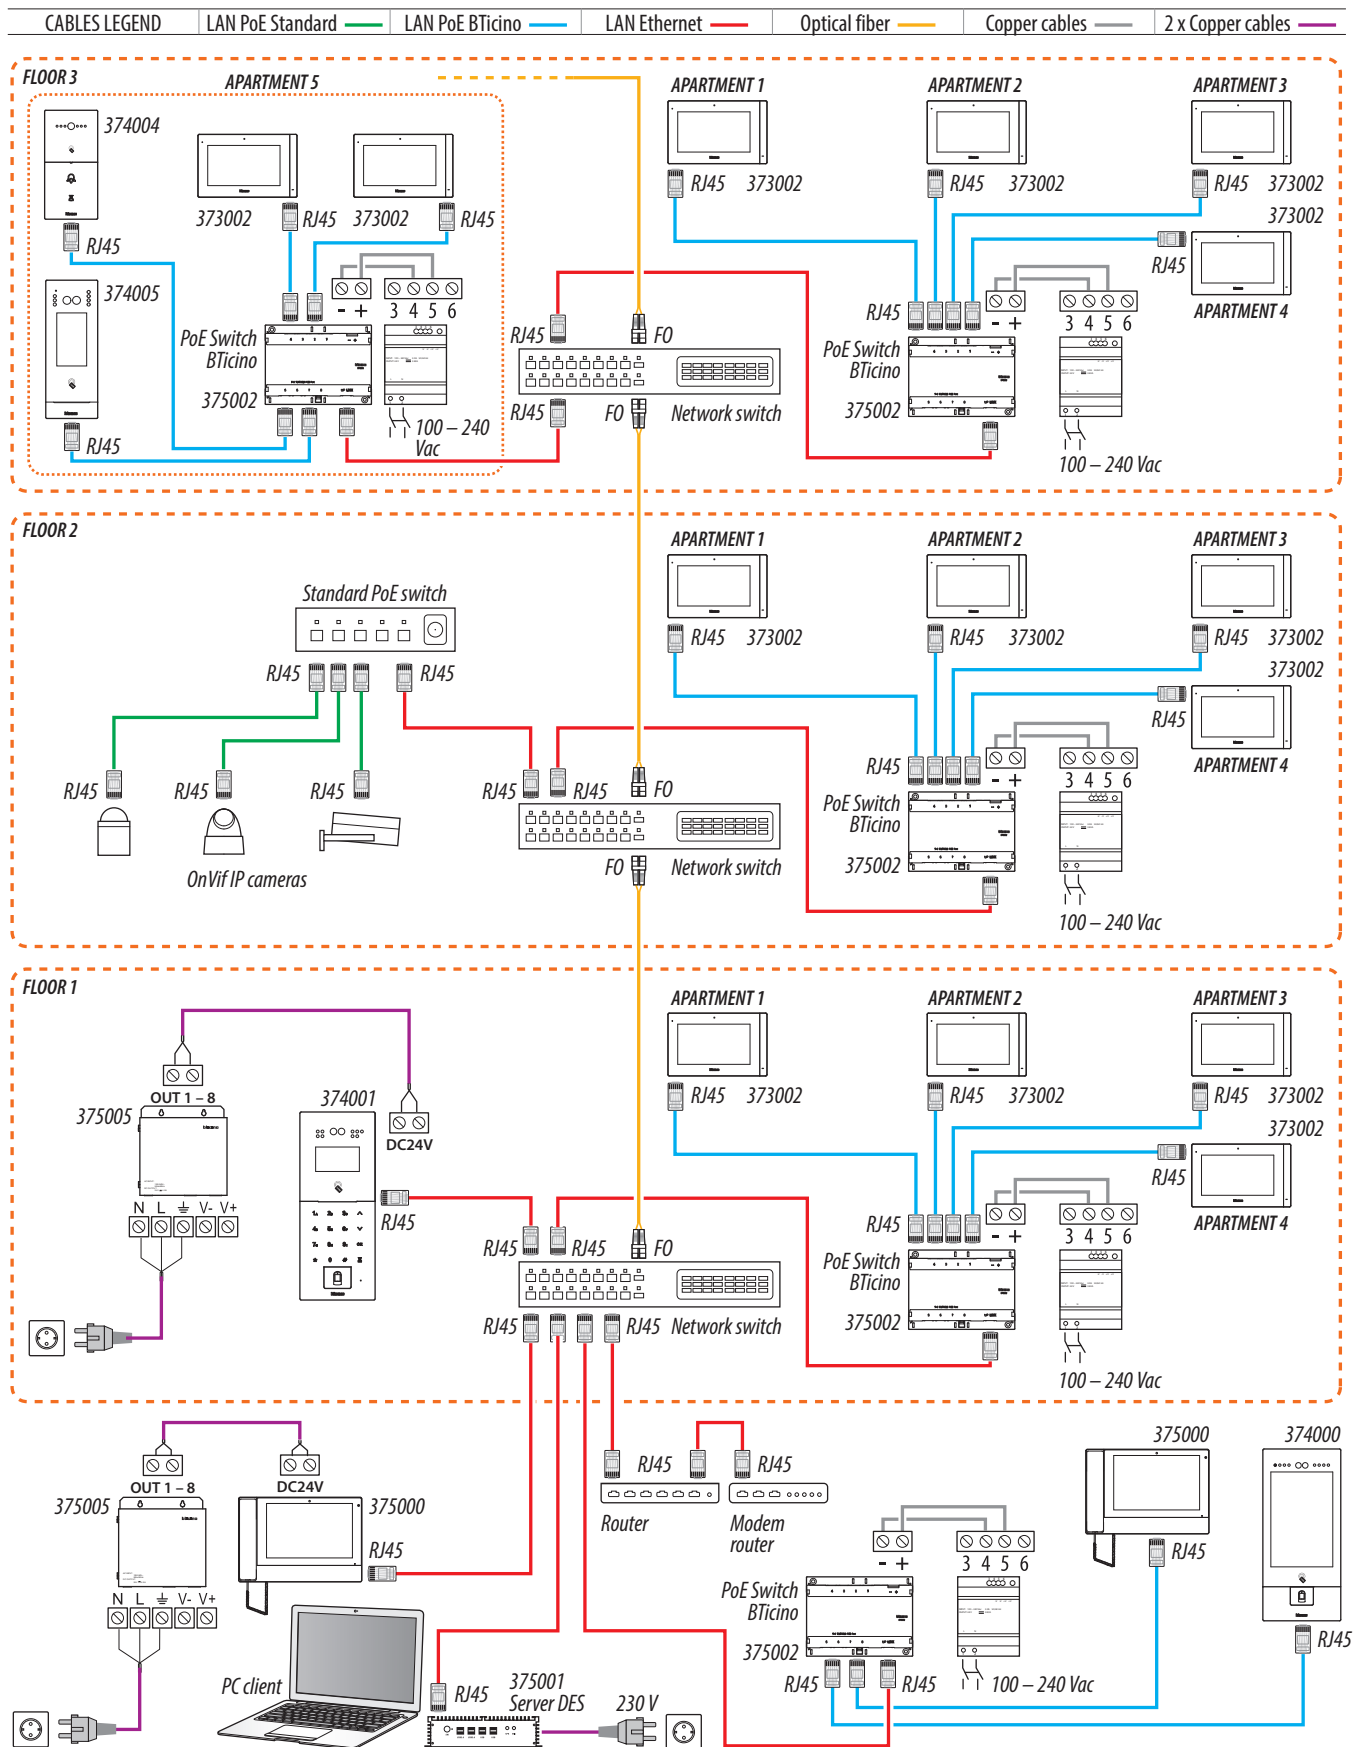 CABLES LEGEND LAN PoE Standard LAN PoE BTicino LAN Ethernet Optical fiber Copper cables 2 x Copper cables
FLOOR 3
APARTMENT 5
APARTMENT 1
APARTMENT 2
APARTMENT 3
374004
RJ45
373002
RJ45
373002
RJ45
374005
RJ45
- +
3 4 5 6
PoE Switch
BTicino
375002
100 – 240
Vac
RJ45
FO
RJ45
FO
Network switch
RJ45 373002
RJ45 373002
RJ45 373002
373002
RJ45
APARTMENT 4
RJ45
- +
3 4 5 6
PoE Switch
BTicino
375002
100 – 240 Vac
FLOOR 2
APARTMENT 1
APARTMENT 2
APARTMENT 3
Standard PoE switch
RJ45
RJ45
RJ45
RJ45
RJ45
OnVif IP cameras
RJ45
RJ45
FO
FO
Network switch
RJ45 373002
RJ45 373002
RJ45 373002
373002
RJ45
APARTMENT 4
RJ45
- +
3 4 5 6
PoE Switch
BTicino
375002
100 – 240 Vac
FLOOR 1
APARTMENT 1
APARTMENT 2
APARTMENT 3
OUT 1 – 8
375005
374001
DC24V
N L V- V+
RJ45
RJ45
RJ45
FO
RJ45
RJ45
Network switch
RJ45 373002
RJ45 373002
RJ45 373002
373002
RJ45
APARTMENT 4
RJ45
- +
3 4 5 6
PoE Switch
BTicino
375002
100 – 240 Vac
OUT 1 – 8
375005
DC24V
375000
RJ45
N L V- V+
PC client
RJ45
375001
Server DES
230 V
RJ45
Router
RJ45
Modem
router
- +
3 4 5 6
PoE Switch
BTicino
375002
RJ45
RJ45
100 – 240 Vac
375000
RJ45
374000
RJ45